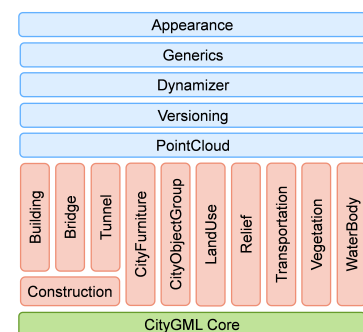 Appearance
Generics
Dynamizer
Versioning
PointCloud
Building
Bridge
Tunnel
CityFurniture
CityObjectGroup
LandUse
Relief
Transportation
Vegetation
WaterBody
Construction
CityGML Core